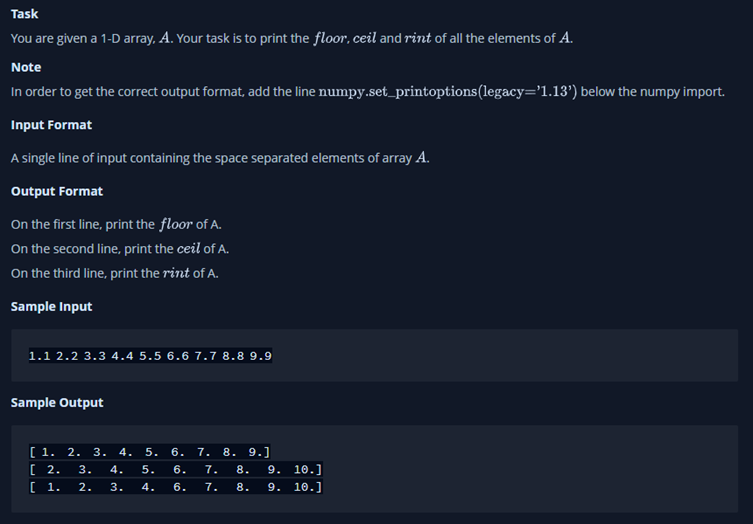 Task
You are given a 1-D array, A. Your task is to print the floor, ceil and rint of all the elements of A.
Note
In order to get the correct output format, add the line numpy.set_printoptions(legacy='1.13') below the numpy import.
Input Format
A single line of input containing the space separated elements of array A.
Output Format
On the first line, print the floor of A.
On the second line, print the ceil of A.
On the third line, print the rint of A.
Sample Input
1.1 2.2 3.3 4.4 5.5 6.6 7.7 8.8 9.9
Sample Output
[ 1.  2.  3.  4.  5.  6.  7.  8.  9.]
[  2.   3.   4.   5.   6.   7.   8.   9.  10.]
[  1.   2.   3.   4.   6.   7.   8.   9.  10.]